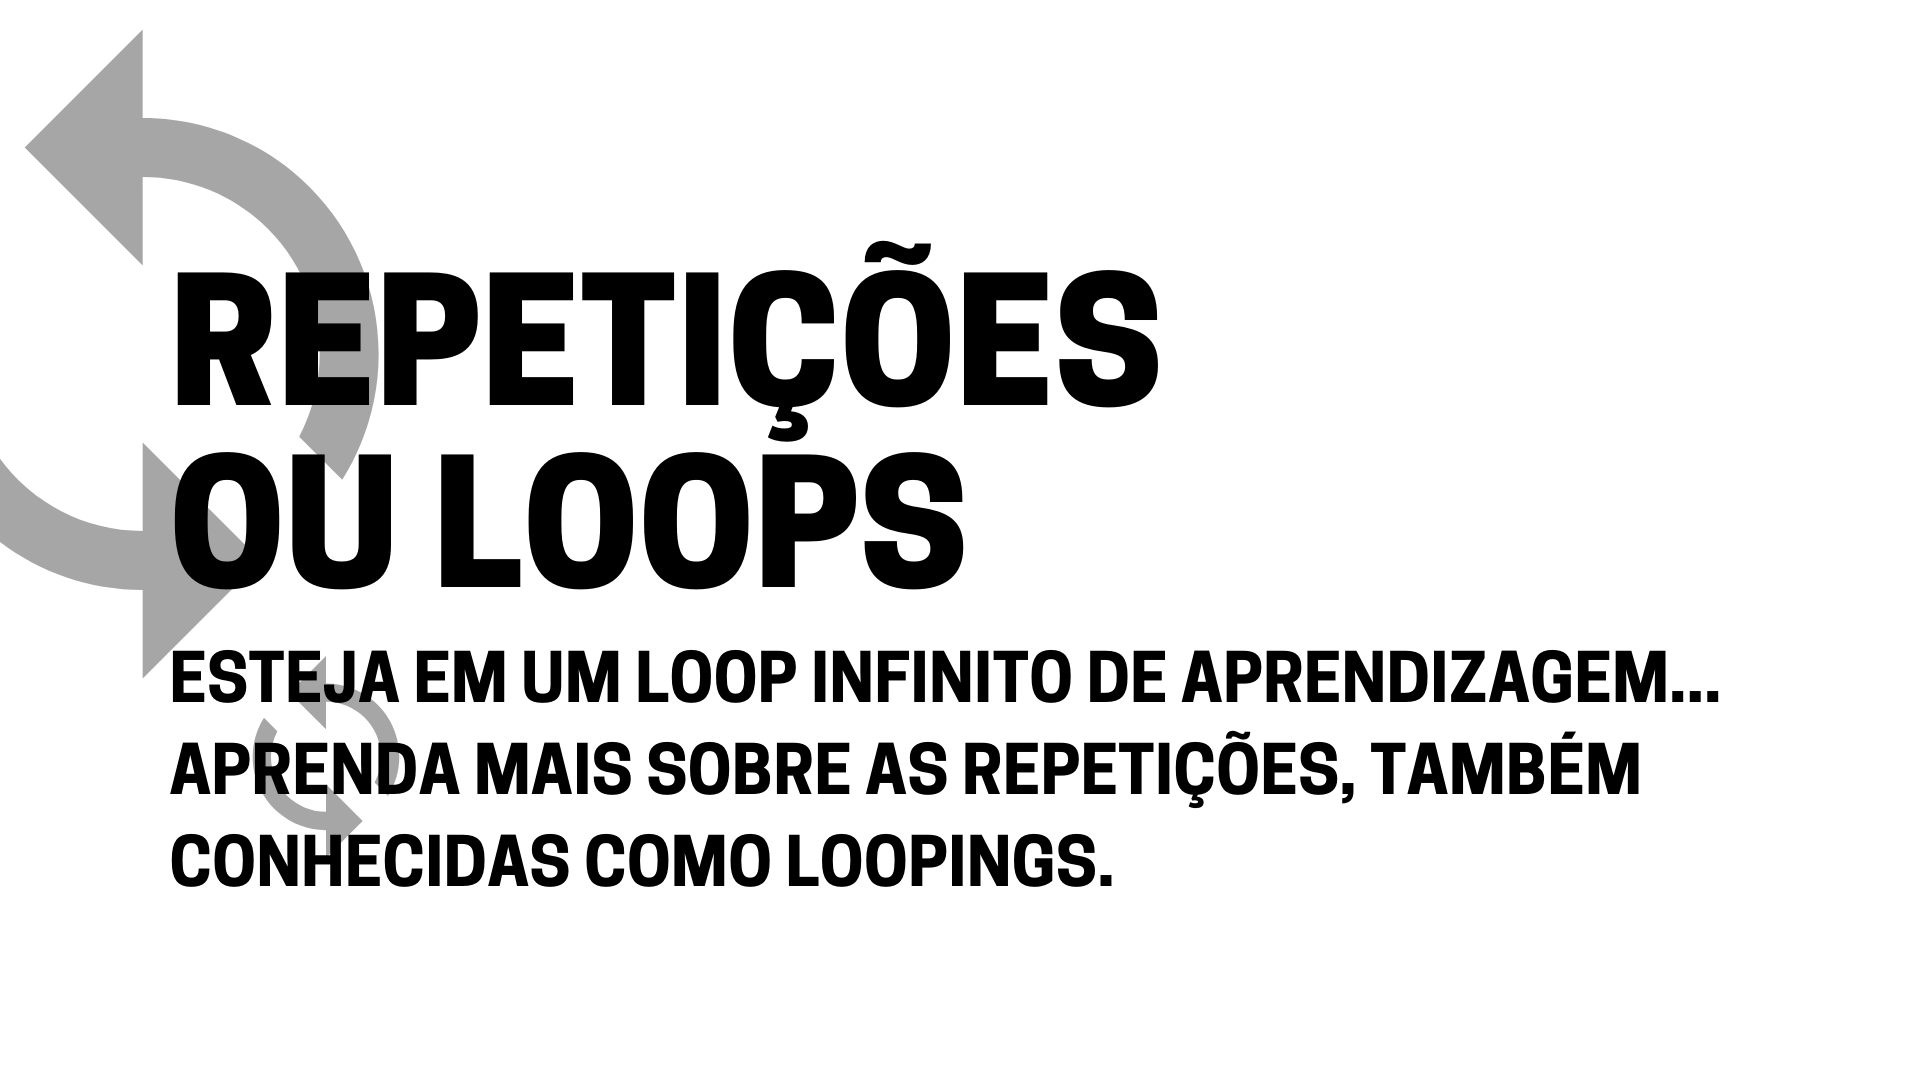 REPETIÇÕES
OU LOOPS
ESTEJA EM UM LOOP INFINITO DE APRENDIZAGEM...
APRENDA MAIS SOBRE AS REPETIÇÕES, TAMBÉM
CONHECIDAS COMO LOOPINGS.